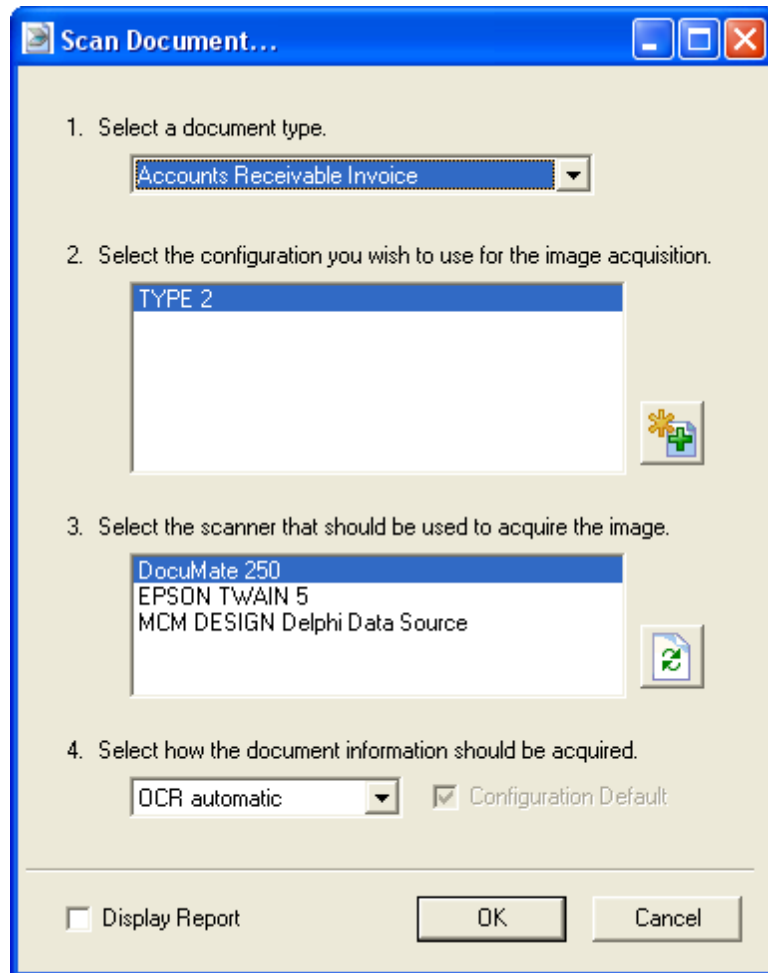 Scan Document...
1. Select a document type.
Accounts Receivable Invoice
2. Select the configuration you wish to use for the image acquisition.
TYPE 2
3. Select the scanner that should be used to acquire the image.
DocuMate 250
EPSON TWAIN 5
MCM DESIGN Delphi Data Source
4. Select how the document information should be acquired.
OCR automatic Configuration Default
Display Report OK Cancel